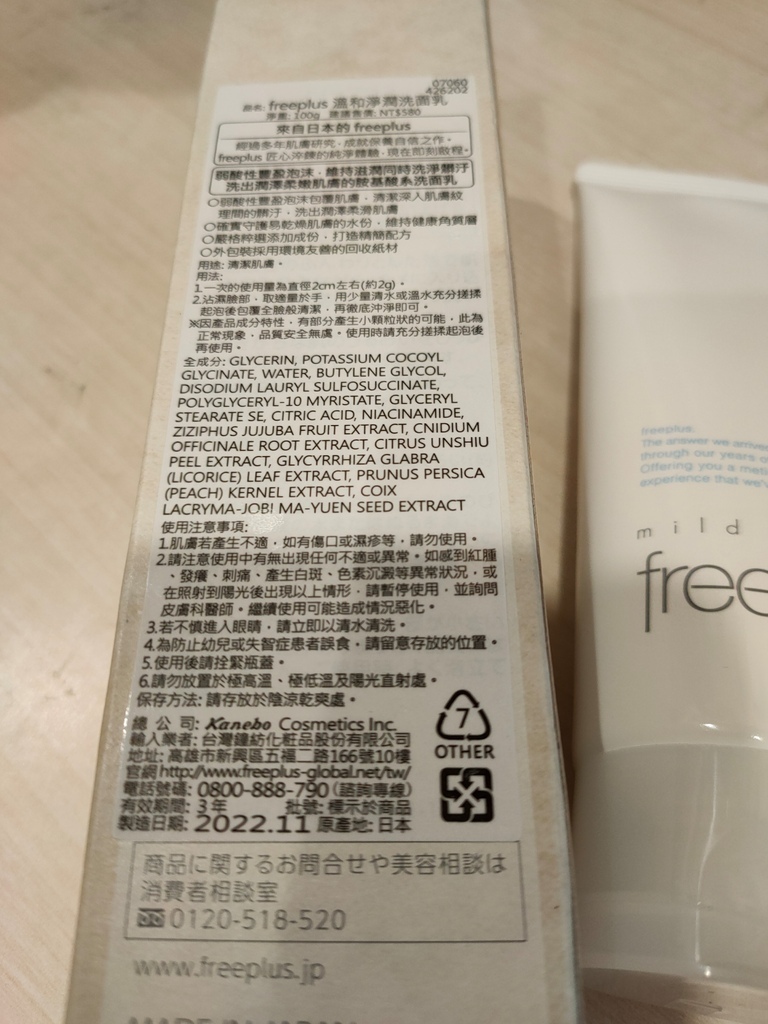 07060
426202
品名: freeplus 溫和淨潤洗面乳
淨重: 100g 建議售價: NT$580
來自日本的 freeplus
經過多年肌膚研究，成就保養自信之作。
freeplus 匠心淬鍊的純淨體驗，現在即刻啟程。
弱酸性豐盈泡沫，維持滋潤同時洗淨髒汙
洗出潤澤柔嫩肌膚的胺基酸系洗面乳
○弱酸性豐盈泡沫包覆肌膚，清潔深入肌膚紋
理間的髒汙，洗出潤澤柔滑肌膚
○確實守護易乾燥肌膚的水份，維持健康角質層
○嚴格粹選添加成份，打造精簡配方
○外包裝採用環境友善的回收紙材
用途: 清潔肌膚。
用法:
1.一次的使用量為直徑2cm左右(約2g)。
2.沾濕臉部，取適量於手，用少量清水或溫水充分搓揉
起泡後包覆全臉般清潔，再徹底沖淨即可。
※因產品成分特性，有部分產生小顆粒狀的可能，此為
正常現象，品質安全無虞。使用時請充分搓揉起泡後
再使用。
全成分: GLYCERIN, POTASSIUM COCOYL
GLYCINATE, WATER, BUTYLENE GLYCOL,
DISODIUM LAURYL SULFOSUCCINATE,
POLYGLYCERYL-10 MYRISTATE, GLYCERYL
STEARATE SE, CITRIC ACID, NIACINAMIDE,
ZIZIPHUS JUJUBA FRUIT EXTRACT, CNIDIUM
OFFICINALE ROOT EXTRACT, CITRUS UNSHIU
PEEL EXTRACT, GLYCYRRHIZA GLABRA
(LICORICE) LEAF EXTRACT, PRUNUS PERSICA
(PEACH) KERNEL EXTRACT, COIX
LACRYMA-JOBI MA-YUEN SEED EXTRACT
使用注意事項:
1.肌膚若產生不適，如有傷口或濕疹等，請勿使用。
2.請注意使用中有無出現任何不適或異常。如感到紅腫
、發癢、刺痛、產生白斑、色素沉澱等異常狀況，或
在照射到陽光後出現以上情形，請暫停使用，並詢問
皮膚科醫師。繼續使用可能造成情況惡化。
3.若不慎進入眼睛，請立即以清水清洗。
4.為防止幼兒或失智症患者誤食，請留意存放的位置。
5.使用後請拴緊瓶蓋。
6.請勿放置於極高溫、極低溫及陽光直射處。
保存方法: 請存放於陰涼乾爽處。
總 公 司: Kanebo Cosmetics Inc.
輸入業者: 台灣鐘紡化粧品股份有限公司
地址: 高雄市新興區五福二路166號10樓
官網 http://www.freeplus-global.net/tw/
電話號碼: 0800-888-790 (諮詢專線)
有效期間: 3 年 批號: 標示於商品
製造日期: 2022.11 原產地: 日本
7
OTHER
商品に関するお問合せや美容相談は
消費者相談室
0120-518-520
www.freeplus.jp
MADE IN JAPAN
freeplus:
The answer we arrive
through our years-o
Offering you a meti
experience that we'v
mild
free